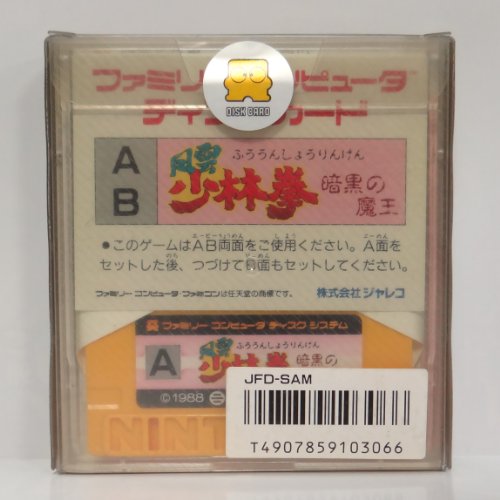 DISK CARD
ファミリーコンピュータ™
ディスクカード
A
B
ふううんしょうりんけん
風雲
少林拳
暗黒の
魔王
●このゲームはAB両面をご使用ください。A面を
セットした後、つづけてB面もセットしてください。
ファミリー コンピュータ・ファミコンは任天堂の商標です。
株式会社ジャレコ
ファミリー コンピュータ ディスク システム
A
ふううんしょうりんけん
風雲
少林拳
暗黒の
©1988
NINT
JFD-SAM
T4907859103066